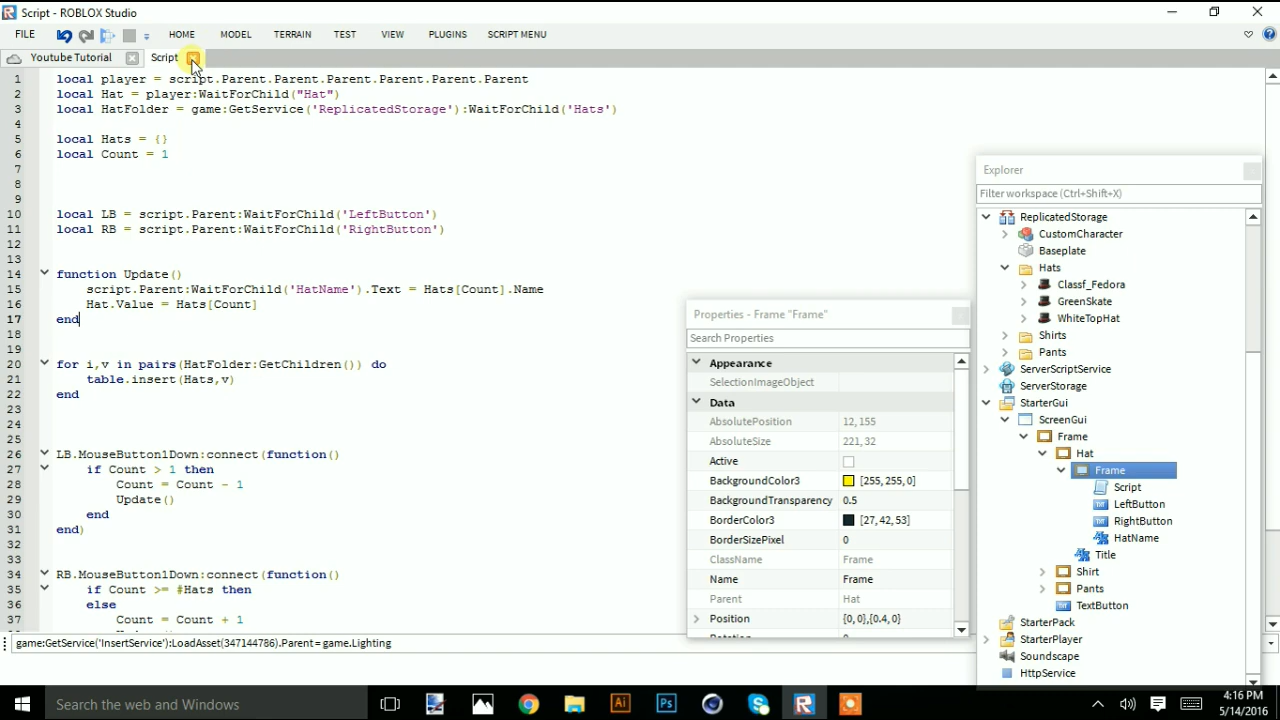 Script - ROBLOX Studio
FILE HOME MODEL TERRAIN TEST VIEW PLUGINS SCRIPT MENU
Youtube Tutorial Script
1 local player = script.Parent.Parent.Parent.Parent.Parent.Parent
2 local Hat = player:WaitForChild("Hat")
3 local HatFolder = game:GetService('ReplicatedStorage'):WaitForChild('Hats')
4
5 local Hats = {}
6 local Count = 1
7
8
9
10 local LB = script.Parent:WaitForChild('LeftButton')
11 local RB = script.Parent:WaitForChild('RightButton')
12
13
14 function Update()
15 script.Parent:WaitForChild('HatName').Text = Hats[Count].Name
16 Hat.Value = Hats[Count]
17 end
18
19
20 for i,v in pairs(HatFolder:GetChildren()) do
21 table.insert(Hats,v)
22 end
23
24
25
26 LB.MouseButton1Down:connect(function()
27 if Count > 1 then
28 Count = Count - 1
29 Update()
30 end
31 end)
32
33
34 RB.MouseButton1Down:connect(function()
35 if Count >= #Hats then
36 else
Count = Count + 1
game:GetService('InsertService'):LoadAsset(347144786).Parent = game.Lighting
Properties - Frame "Frame"
Search Properties
Appearance
SelectionImageObject
Data
AbsolutePosition 12, 155
AbsoluteSize 221, 32
Active
BackgroundColor3 [255, 255, 0]
BackgroundTransparency 0.5
BorderColor3 [27, 42, 53]
BorderSizePixel 0
ClassName Frame
Name Frame
Parent Hat
Position {0, 0},{0.4, 0}
Explorer
Filter workspace (Ctrl+Shift+X)
ReplicatedStorage
CustomCharacter
Baseplate
Hats
Classf_Fedora
GreenSkate
WhiteTopHat
Shirts
Pants
ServerScriptService
ServerStorage
StarterGui
ScreenGui
Frame
Hat
Frame
Script
LeftButton
RightButton
HatName
Title
Shirt
Pants
TextButton
StarterPack
StarterPlayer
Soundscape
HttpService
Search the web and Windows
4:16 PM
5/14/2016